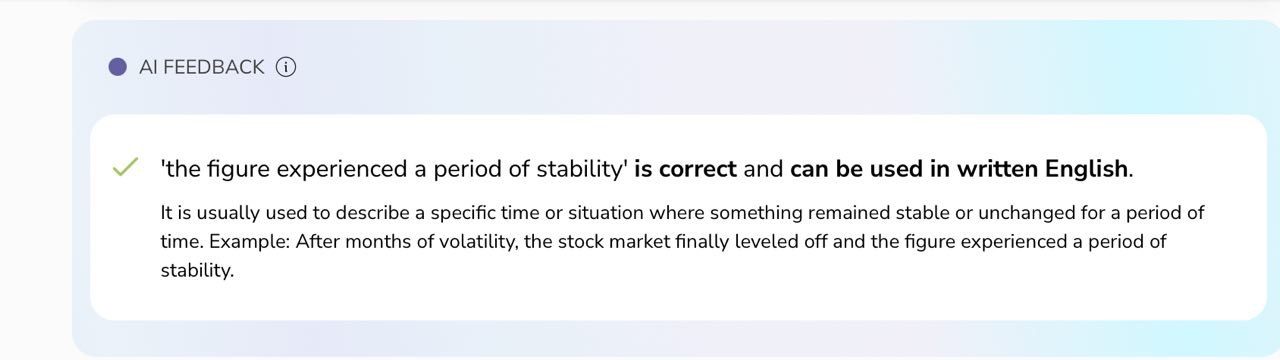 AI FEEDBACK
'the figure experienced a period of stability' is correct and can be used in written English.
It is usually used to describe a specific time or situation where something remained stable or unchanged for a period of
time. Example: After months of volatility, the stock market finally leveled off and the figure experienced a period of
stability.